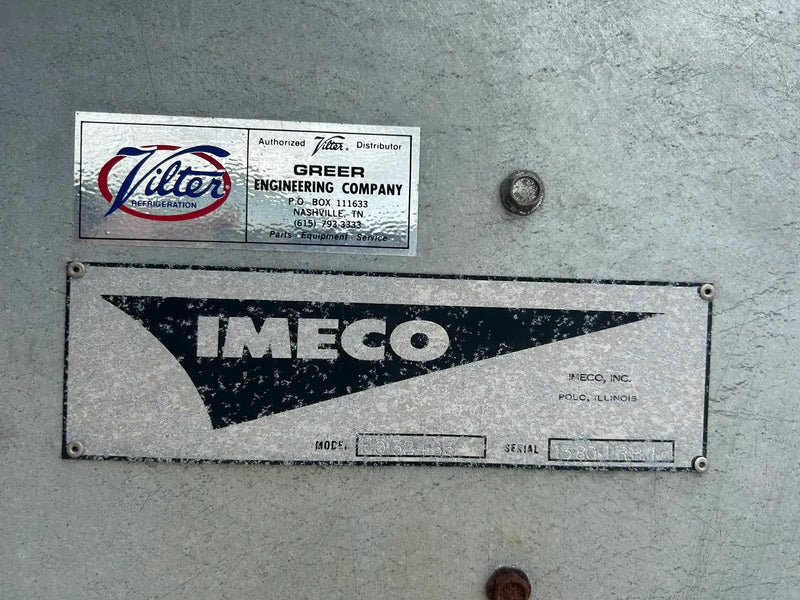 Vilter
REFRIGERATION
Authorized Vilter Distributor
GREER
ENGINEERING COMPANY
P.O. BOX 111633
NASHVILLE, TN
(615) 793-3333
Parts · Equipment · Service
IMECO
IMECO, INC.
POLO, ILLINOIS
MODEL
SERIAL